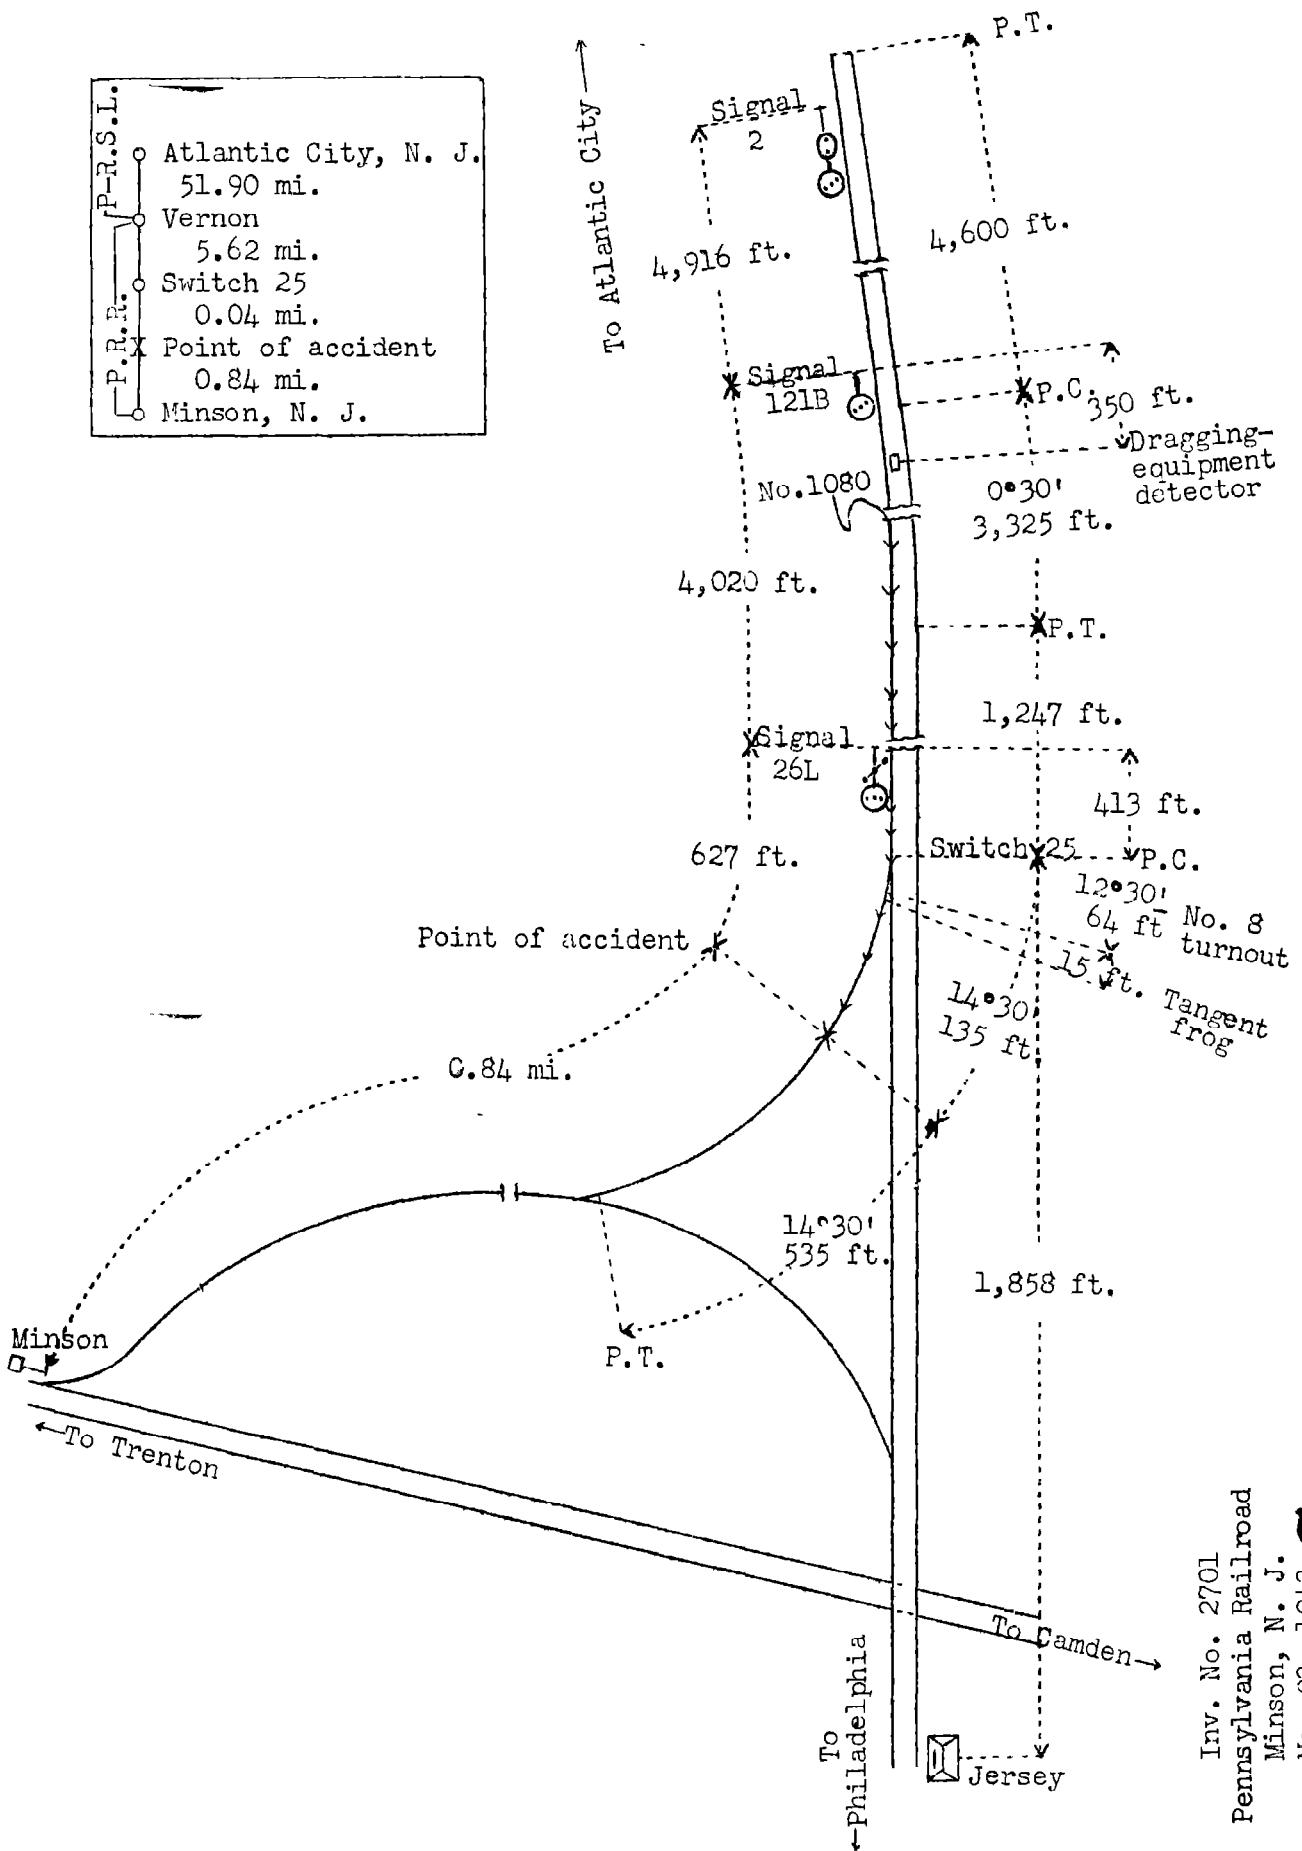 P-R.S.L.
P.R.R.
Atlantic City, N. J.
51.90 mi.
Vernon
5.62 mi.
Switch 25
0.04 mi.
X Point of accident
0.84 mi.
Minson, N. J.
To Atlantic City
P.T.
Signal
2
4,916 ft.
4,600 ft.
Signal
121B
P.C.
350 ft.
Dragging-
equipment
detector
No.1080
0°30'
3,325 ft.
4,020 ft.
P.T.
1,247 ft.
Signal
26L
413 ft.
627 ft.
Switch 25
P.C.
12°30'
64 ft
No. 8
turnout
15 ft.
Tangent
frog
Point of accident
14°30'
135 ft
0.84 mi.
14°30'
535 ft.
1,858 ft.
P.T.
Minson
To Trenton
To Camden
To
Philadelphia
Jersey
Inv. No. 2701
Pennsylvania Railroad
Minson, N. J.